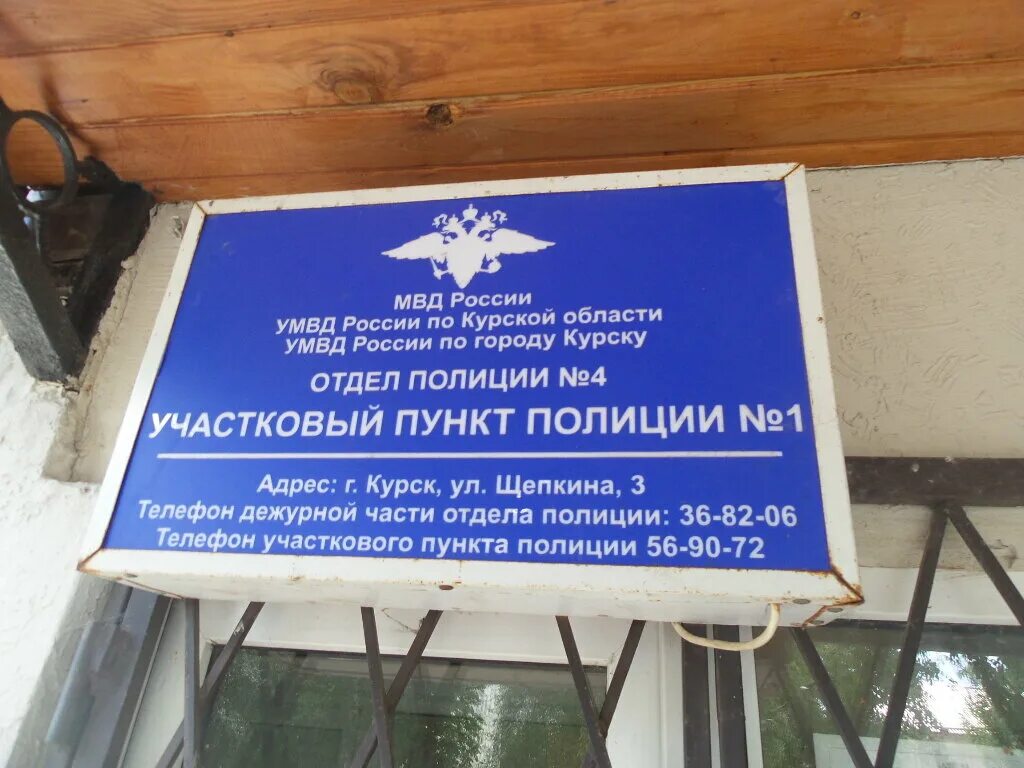 МВД России
УМВД России по Курской области
УМВД России по городу Курску
ОТДЕЛ ПОЛИЦИИ №4
УЧАСТКОВЫЙ ПУНКТ ПОЛИЦИИ №1
Адрес: г. Курск, ул. Щепкина, 3
Телефон дежурной части отдела полиции: 36-82-06
Телефон участкового пункта полиции 56-90-72